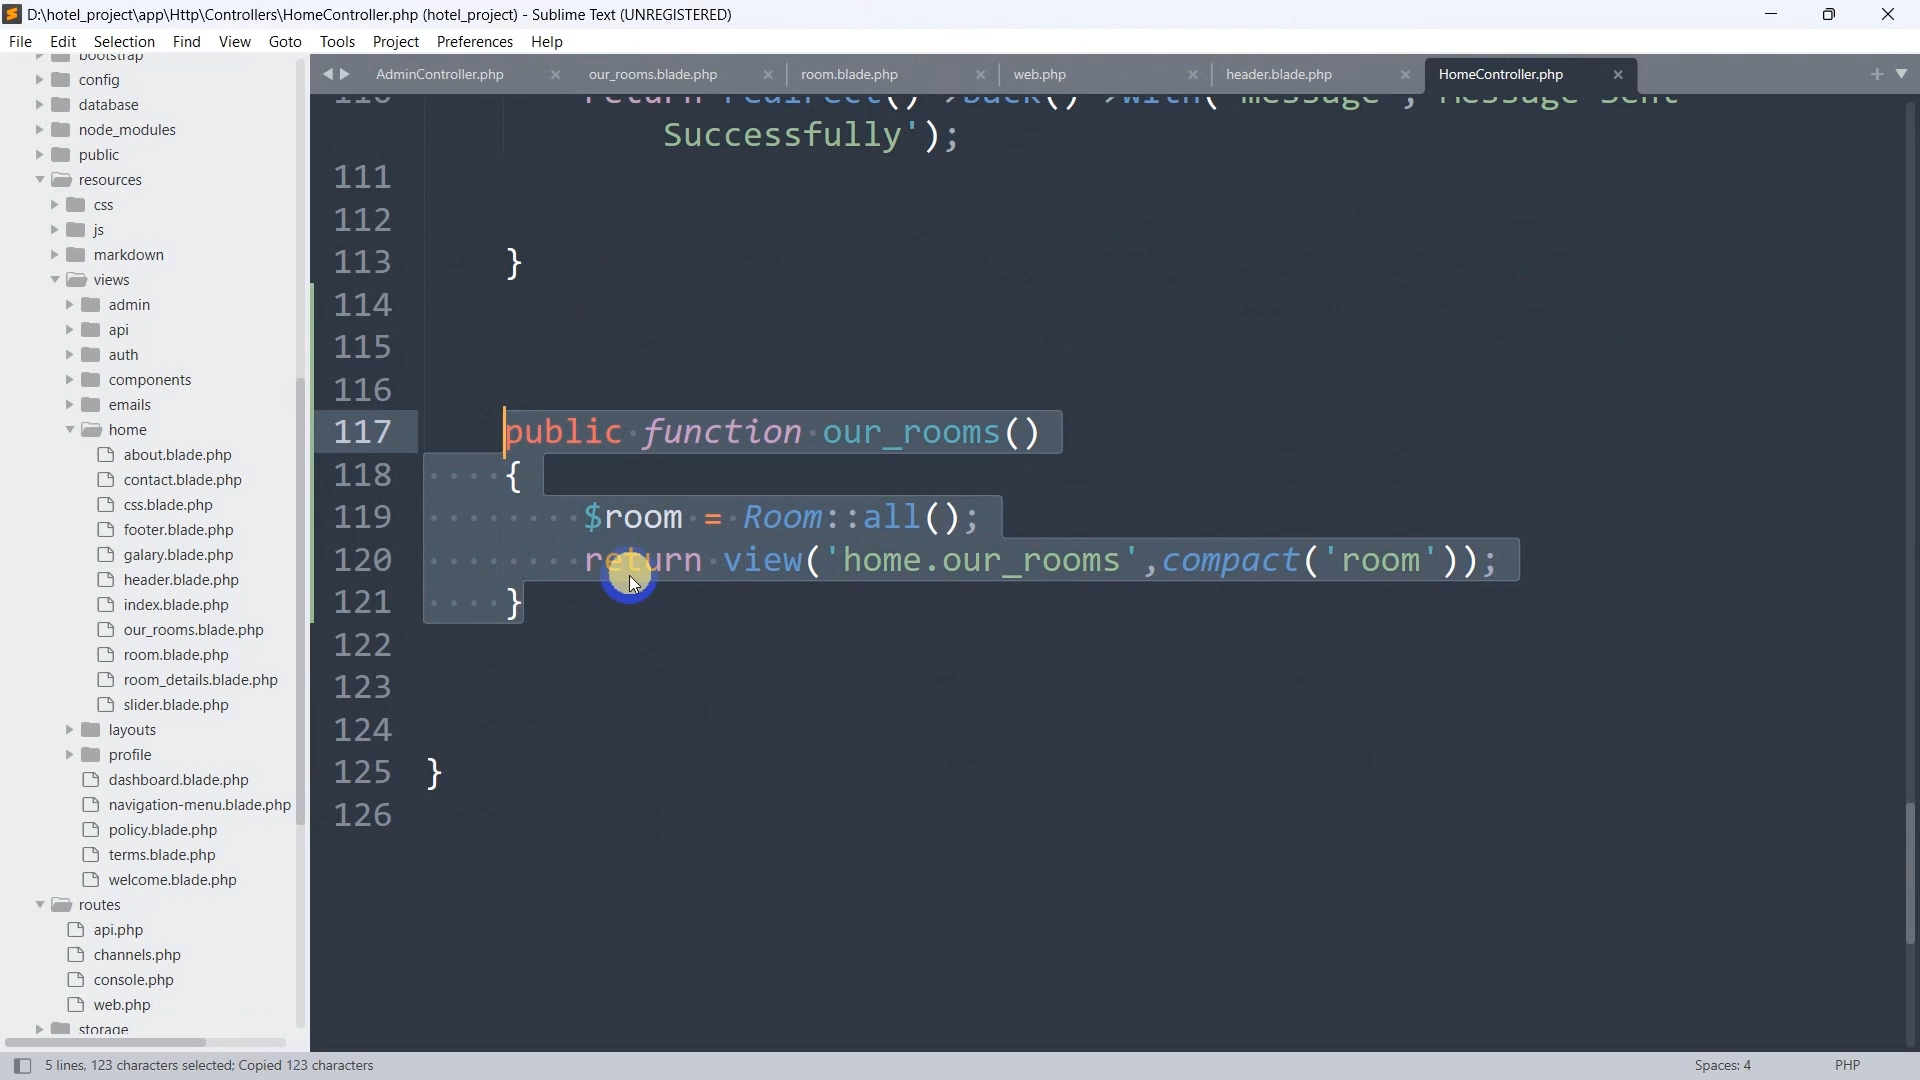 D:\hotel_project\app\Http\Controllers\HomeController.php (hotel_project) - Sublime Text (UNREGISTERED)
File Edit Selection Find View Goto Tools Project Preferences Help
AdminController.php our_rooms.blade.php room.blade.php web.php header.blade.php HomeController.php
bootstrap
config
database
node_modules
public
resources
css
js
markdown
views
admin
api
auth
components
emails
home
about.blade.php
contact.blade.php
css.blade.php
footer.blade.php
galary.blade.php
header.blade.php
index.blade.php
our_rooms.blade.php
room.blade.php
room_details.blade.php
slider.blade.php
layouts
profile
dashboard.blade.php
navigation-menu.blade.php
policy.blade.php
terms.blade.php
welcome.blade.php
routes
api.php
channels.php
console.php
web.php
storage
110 return redirect()->back()->with('message','Message Sent
Successfully');
111
112
113 }
114
115
116
117 public function our_rooms()
118 {
119 $room = Room::all();
120 return view('home.our_rooms',compact('room'));
121 }
122
123
124
125 }
126
5 lines, 123 characters selected; Copied 123 characters Spaces: 4 PHP